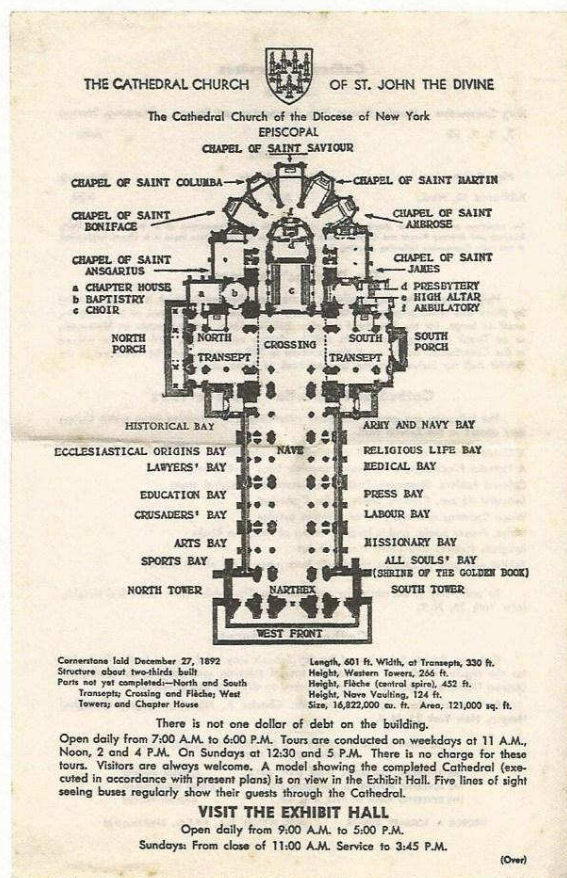 THE CATHEDRAL CHURCH OF ST. JOHN THE DIVINE
The Cathedral Church of the Diocese of New York
EPISCOPAL
CHAPEL OF SAINT SAVIOUR
CHAPEL OF SAINT COLUMBA
CHAPEL OF SAINT MARTIN
CHAPEL OF SAINT
BONIFACE
CHAPEL OF SAINT
AMBROSE
CHAPEL OF SAINT
ANSGARIUS
CHAPEL OF SAINT
JAMES
a CHAPTER HOUSE
b BAPTISTRY
c CHOIR
d PRESBYTERY
e HIGH ALTAR
f AMBULATORY
a
b
c
NORTH
PORCH
NORTH
TRANSEPT
CROSSING
SOUTH
TRANSEPT
SOUTH
PORCH
HISTORICAL BAY
ARMY AND NAVY BAY
ECCLESIASTICAL ORIGINS BAY
NAVE
RELIGIOUS LIFE BAY
LAWYERS' BAY
MEDICAL BAY
EDUCATION BAY
PRESS BAY
CRUSADERS' BAY
LABOUR BAY
ARTS BAY
MISSIONARY BAY
SPORTS BAY
ALL SOULS' BAY
(SHRINE OF THE GOLDEN BOOK)
NORTH TOWER
NARTHEX
SOUTH TOWER
WEST FRONT
Cornerstone laid December 27, 1892
Structure about two-thirds built
Parts not yet completed—North and South
Transepts; Crossing and Flèche; West
Towers; and Chapter House
Length, 601 ft. Width, at Transepts, 330 ft.
Height, Western Towers, 266 ft.
Height, Flèche (central spire), 452 ft.
Height, Nave Vaulting, 124 ft.
Size, 16,822,000 cu. ft. Area, 121,000 sq. ft.
There is not one dollar of debt on the building.
Open daily from 7:00 A.M. to 6:00 P.M. Tours are conducted on weekdays at 11 A.M.,
Noon, 2 and 4 P.M. On Sundays at 12:30 and 5 P.M. There is no charge for these
tours. Visitors are always welcome. A model showing the completed Cathedral (exe-
cuted in accordance with present plans) is on view in the Exhibit Hall. Five lines of sight
seeing buses regularly show their guests through the Cathedral.
VISIT THE EXHIBIT HALL
Open daily from 9:00 A.M. to 5:00 P.M.
Sundays: From close of 11:00 A.M. Service to 3:45 P.M.
(Over)